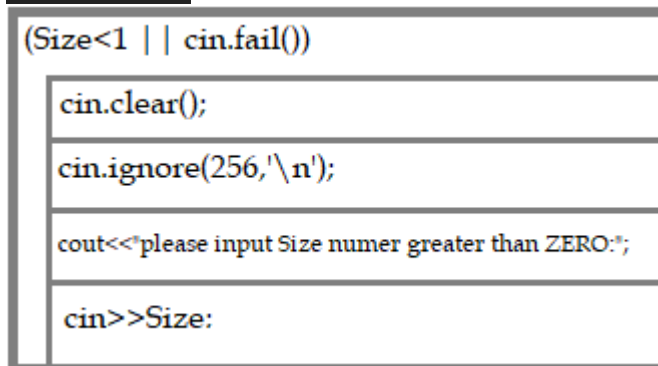 (Size<1 || cin.fail())
cin.clear();
cin.ignore(256,'\n');
cout<<"please input Size numer greater than ZERO:";
cin>>Size: